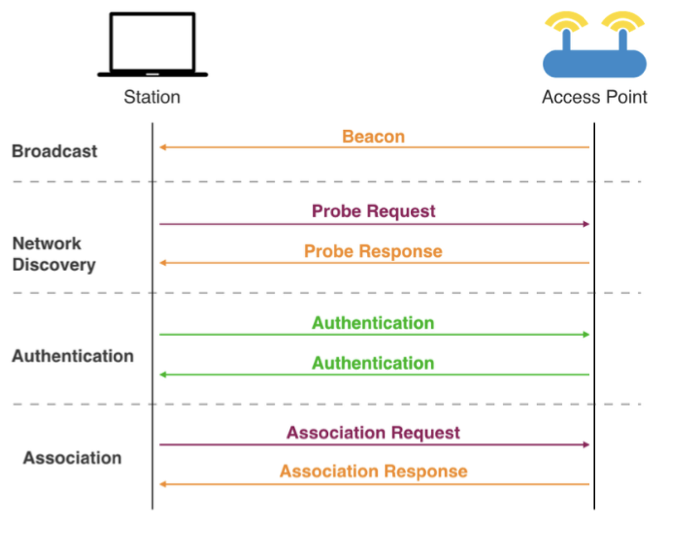 Station
Access Point
Broadcast
Beacon
Network
Discovery
Probe Request
Probe Response
Authentication
Authentication
Authentication
Association
Association Request
Association Response